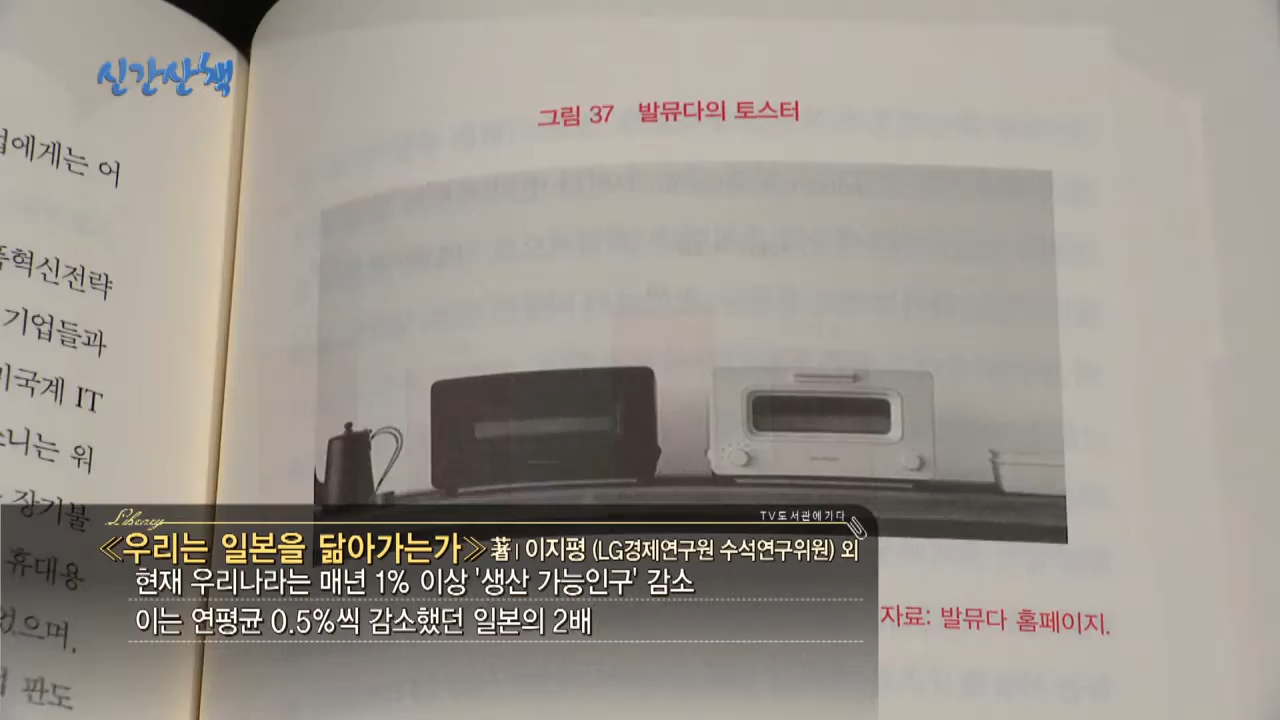 신간산책
업에게는 어
혁신전략
기업들과
미국계 IT
소니는 워
장기불
휴대용
었으며,
판도
그림 37 발뮤다의 토스터
자료: 발뮤다 홈페이지.
Library
TV도서관에가다
≪우리는 일본을 닮아가는가≫ 著 | 이지평 (LG경제연구원 수석연구위원) 외
현재 우리나라는 매년 1% 이상 '생산 가능인구' 감소
이는 연평균 0.5%씩 감소했던 일본의 2배